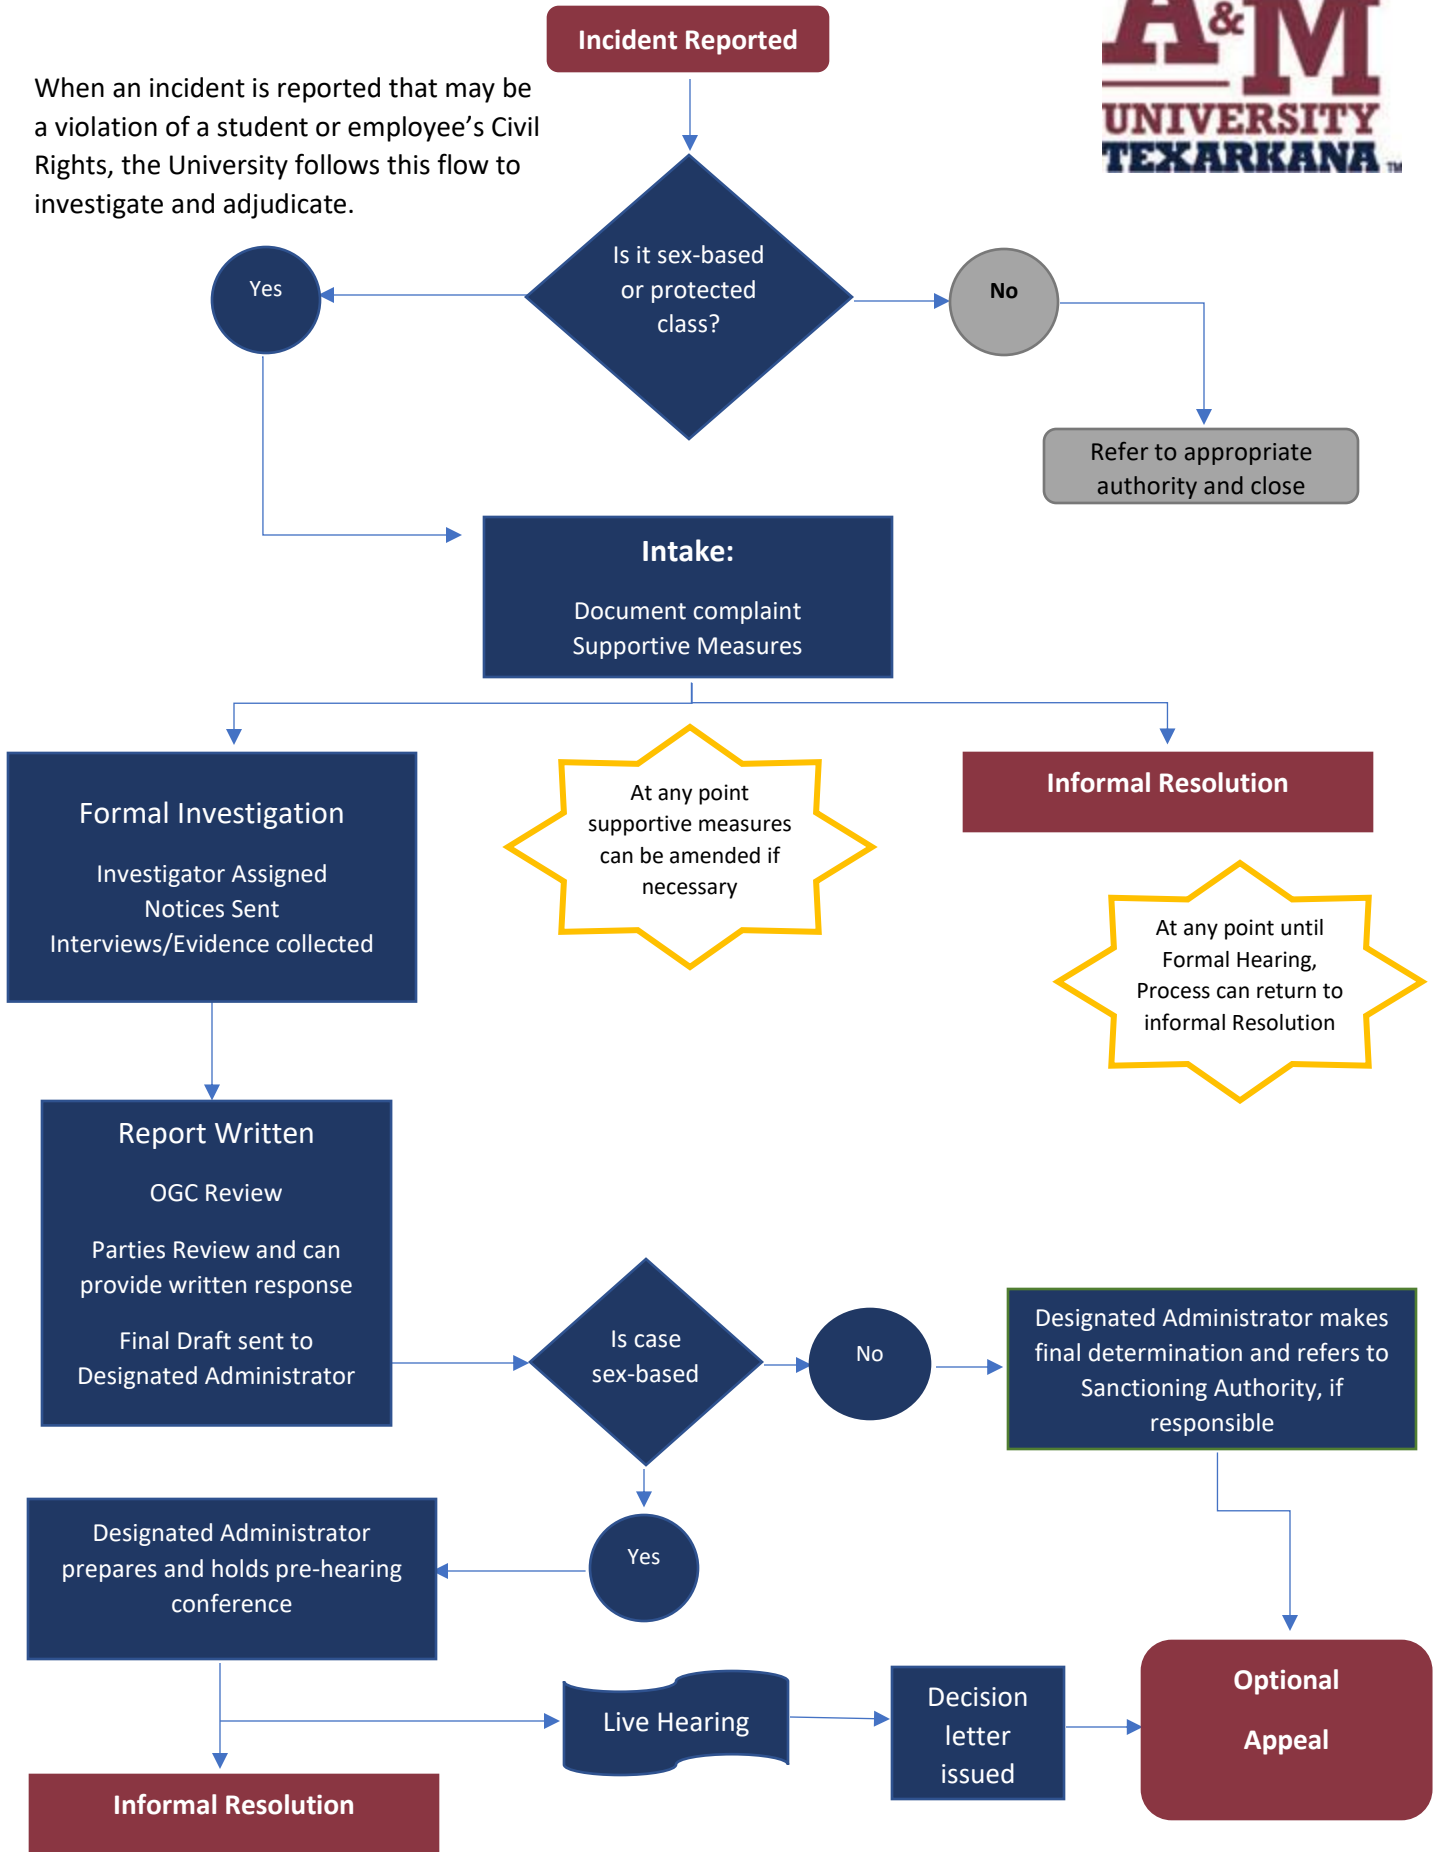 Incident Reported
A&M
UNIVERSITY
TEXARKANA TM
When an incident is reported that may be
a violation of a student or employee’s Civil
Rights, the University follows this flow to
investigate and adjudicate.
Is it sex-based
or protected
class?
Yes
No
Refer to appropriate
authority and close
Intake:
Document complaint
Supportive Measures
Formal Investigation
Investigator Assigned
Notices Sent
Interviews/Evidence collected
At any point
supportive measures
can be amended if
necessary
Informal Resolution
At any point until
Formal Hearing,
Process can return to
informal Resolution
Report Written
OGC Review
Parties Review and can
provide written response
Final Draft sent to
Designated Administrator
Is case
sex-based
No
Designated Administrator makes
final determination and refers to
Sanctioning Authority, if
responsible
Yes
Designated Administrator
prepares and holds pre-hearing
conference
Live Hearing
Decision
letter
issued
Optional
Appeal
Informal Resolution